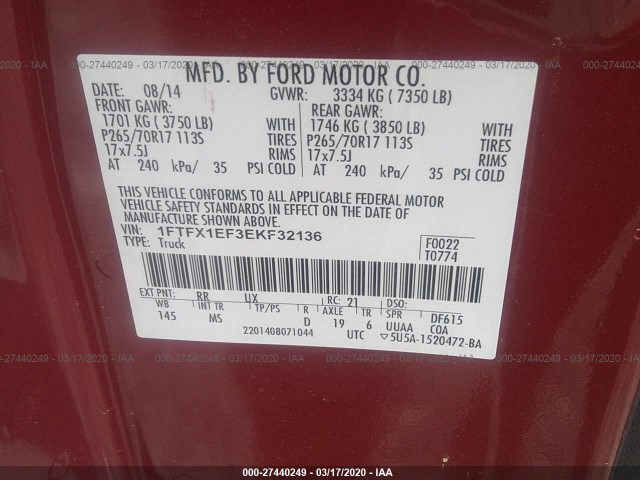 000-27440249 - 03/17/2020 - IAA 000-27440249 - 03/17/2020 - IAA 000-27440249 - 03/17/2020 - IAA
MFD. BY FORD MOTOR CO.
DATE: 08/14 GVWR: 3334 KG ( 7350 LB)
FRONT GAWR: REAR GAWR:
1701 KG ( 3750 LB) WITH 1746 KG ( 3850 LB) WITH
P265/70R17 113S TIRES P265/70R17 113S TIRES
17x7.5J RIMS 17x7.5J RIMS
AT 240 kPa/ 35 PSI COLD AT 240 kPa/ 35 PSI COLD
THIS VEHICLE CONFORMS TO ALL APPLICABLE FEDERAL MOTOR
VEHICLE SAFETY STANDARDS IN EFFECT ON THE DATE OF
MANUFACTURE SHOWN ABOVE.
VIN: 1FTFX1EF3EKF32136 F0022
TYPE: Truck T0774
EXT PNT: RR UX RC: 21 DSO:
WB INT TR TP/PS R AXLE TR SPR DF615
145 MS D 19 6 UUAA COA
2201408071044 UTC ▽5U5A-1520472-BA
000-27440249 - 03/17/2020 - IAA 000-27440249 - 03/17/2020 - IAA 000-27440249 - 03/17/2020 - IAA
000-27440249 - 03/17/2020 - IAA